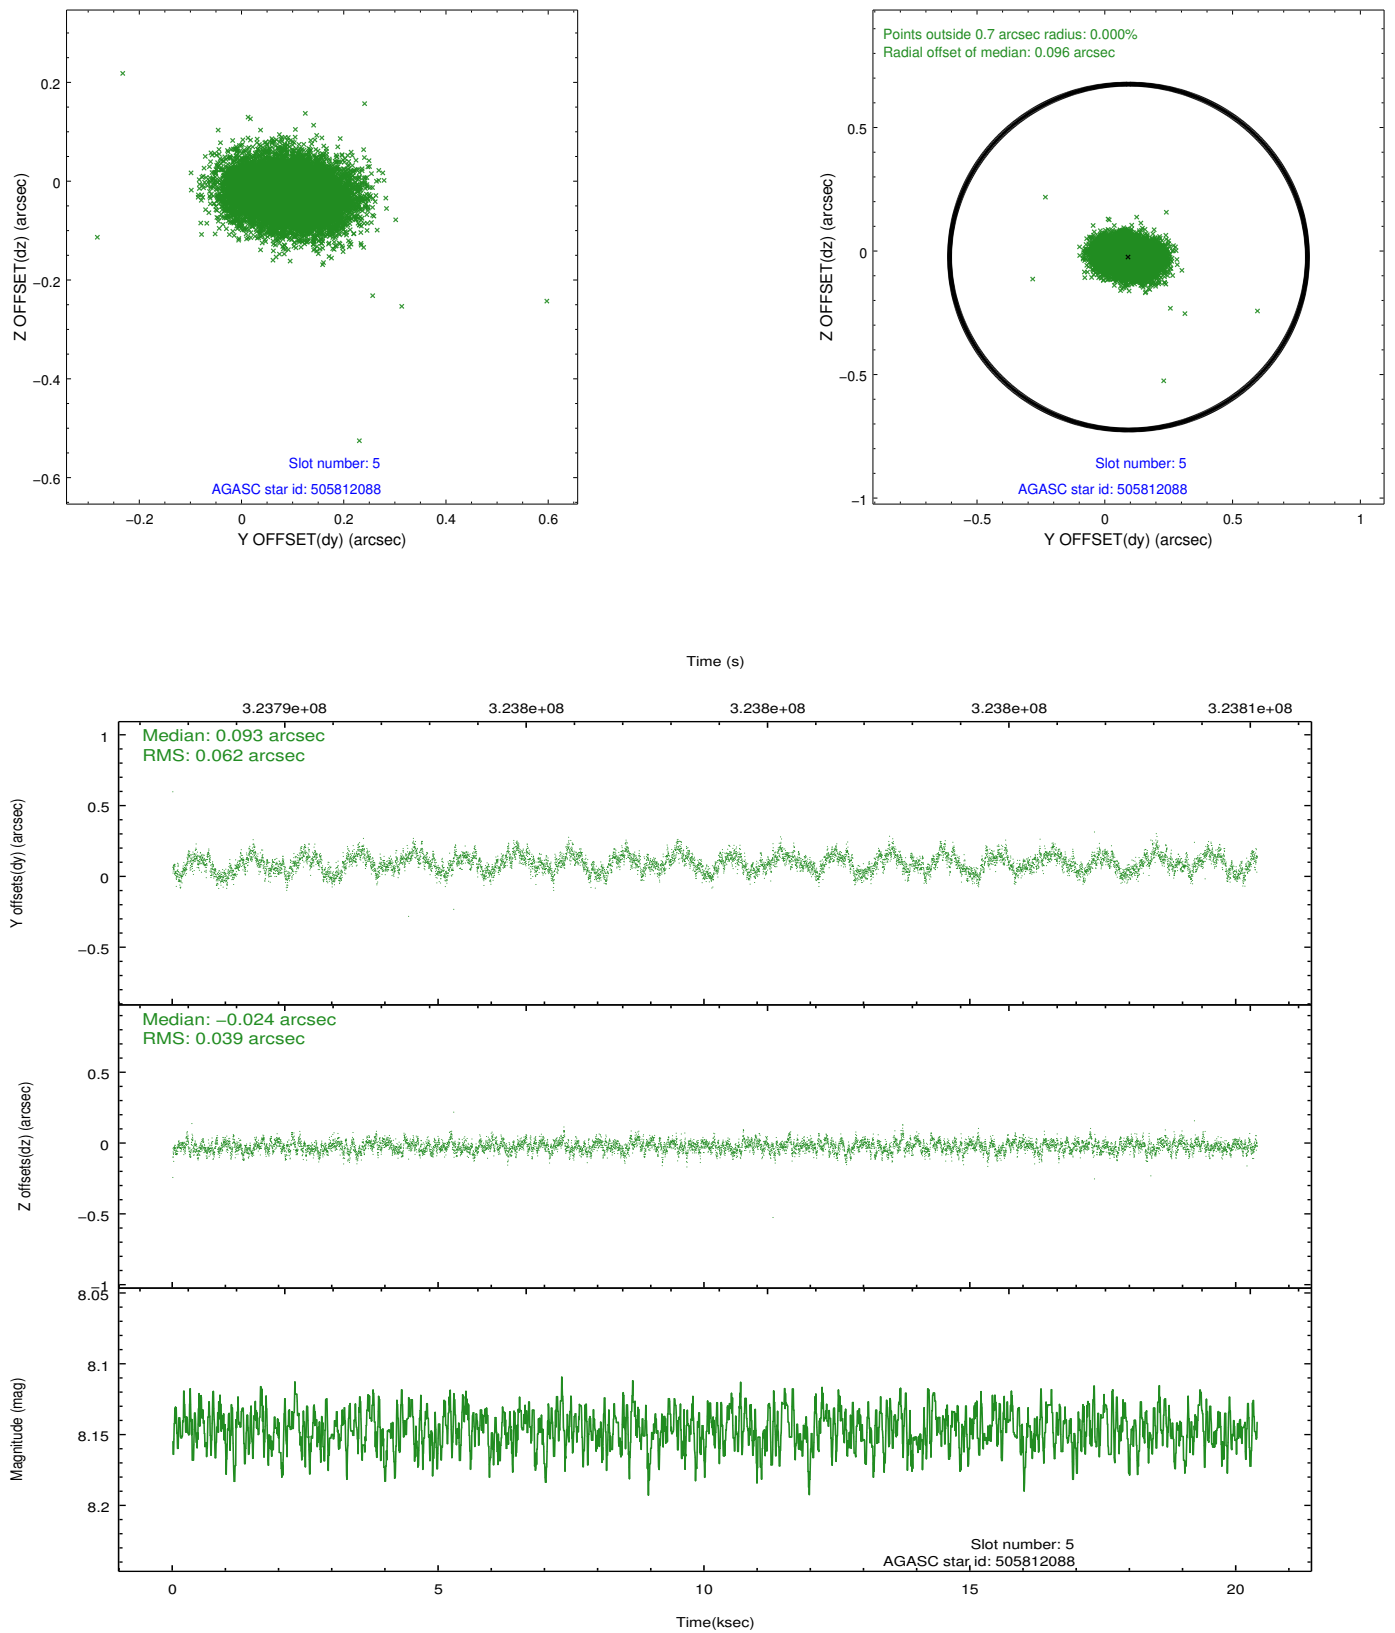 0.2
0
−0.2
−0.4
−0.6
Z OFFSET(dz) (arcsec)
Slot number: 5
AGASC star id: 505812088
−0.2
0
0.2
0.4
0.6
Y OFFSET(dy) (arcsec)
Points outside 0.7 arcsec radius: 0.000%
Radial offset of median: 0.096 arcsec
0.5
0
−0.5
−1
Z OFFSET(dz) (arcsec)
Slot number: 5
AGASC star id: 505812088
−0.5
0
0.5
1
Y OFFSET(dy) (arcsec)
Time (s)
3.2379e+08
3.238e+08
3.238e+08
3.238e+08
3.2381e+08
Median: 0.093 arcsec
RMS: 0.062 arcsec
1
0.5
0
−0.5
Y offsets(dy) (arcsec)
Median: −0.024 arcsec
RMS: 0.039 arcsec
0.5
0
−0.5
−1
Z offsets(dz) (arcsec)
8.05
8.1
8.15
8.2
Magnitude (mag)
Slot number: 5
AGASC star id: 505812088
0
5
10
15
20
Time(ksec)